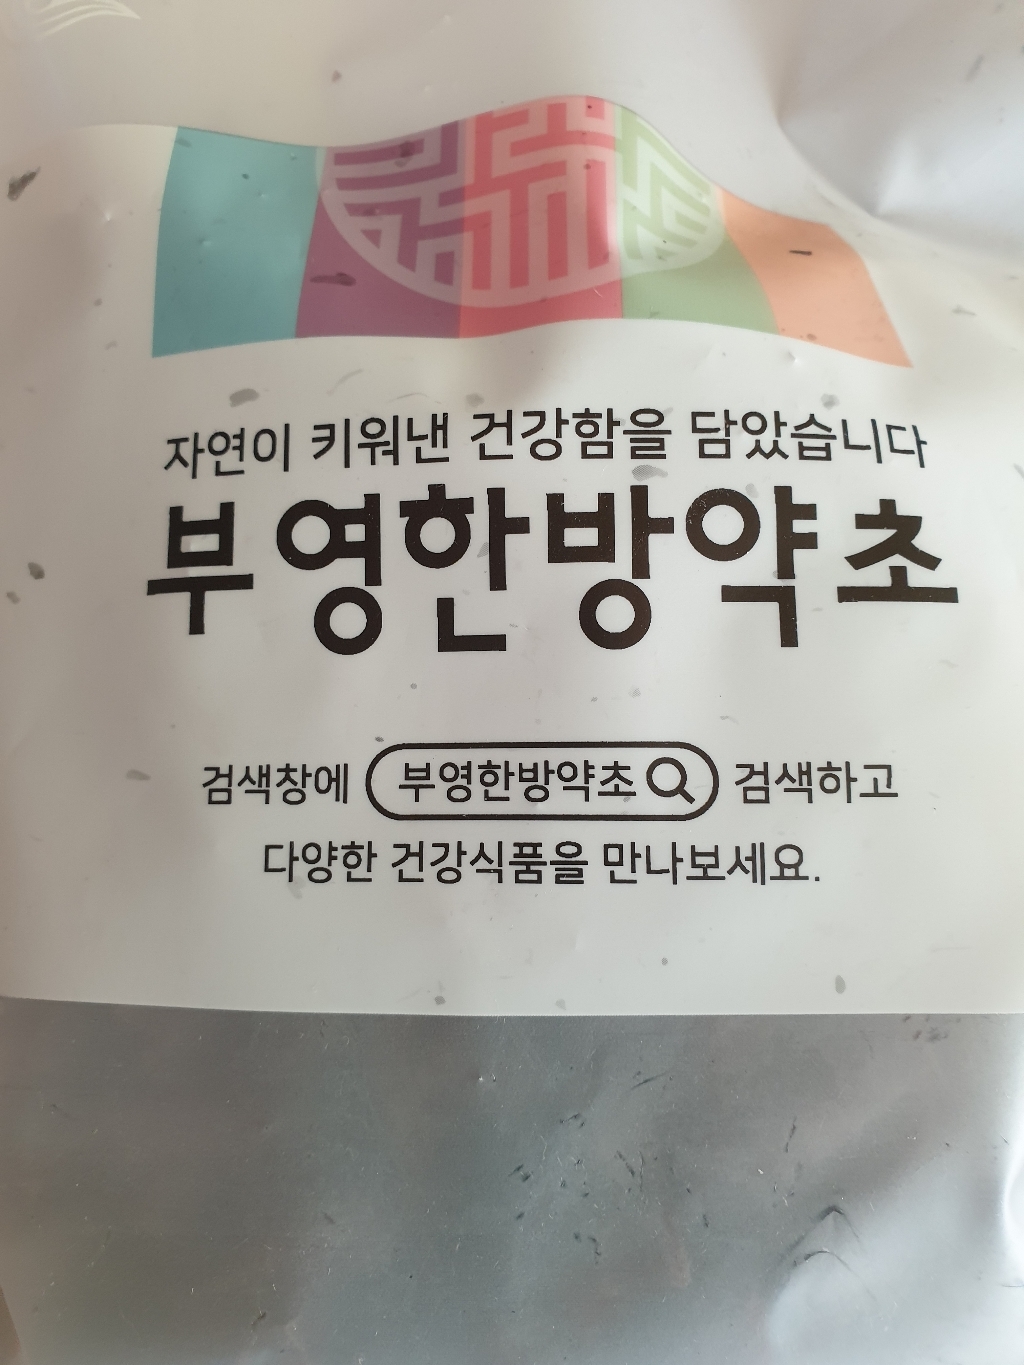 자연이 키워낸 건강함을 담았습니다
부영한방약초
검색창에 부영한방약초 검색하고
다양한 건강식품을 만나보세요.